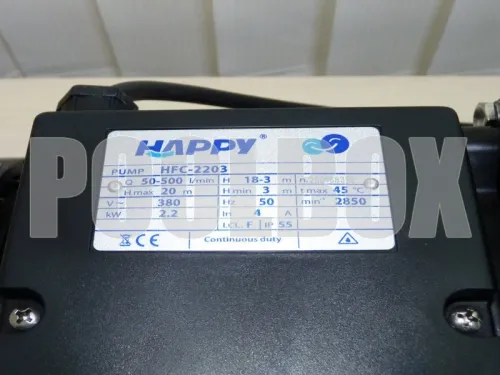 HAPPY®
PUMP HFC-2203
Q 50-500 l/min H 18-3 m n.
H max 20 m H min 3 m t max 45 °C
V~ 380 Hz 50 min⁻¹ 2850
kW 2.2 In 4 A
I.CL. F IP 55
CE Continuous duty
POOLBOX